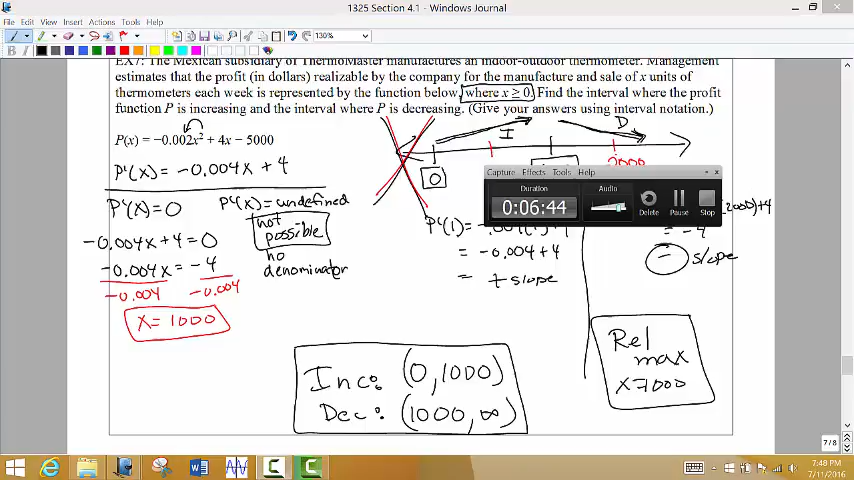 1325 Section 4.1 - Windows Journal
File Edit View Insert Actions Tools Help
130%
B I
EX7: The Mexican subsidiary of ThermoMaster manufactures an indoor-outdoor thermometer. Management
estimates that the profit (in dollars) realizable by the company for the manufacture and sale of x units of
thermometers each week is represented by the function below, where x ≥ 0. Find the interval where the profit
function P is increasing and the interval where P is decreasing. (Give your answers using interval notation.)
I D
P(x) = −0.002x² + 4x − 5000
P'(x) = -0.004x + 4
0
2000
Capture Effects Tools Help
Duration
0:06:44
Audio
Delete Pause Stop
P'(x)=0
P'(x)= undefined
not possible
no denominator
-0.004x+4=0
-0.004x = -4
-0.004 -0.004
x= 1000
P'(1)=
= -0.004+4
= + slope
2000)+4
= -4
- slope
Inc: (0,1000)
Dec: (1000, ∞)
Rel
max
7/8
7:48 PM
7/11/2016